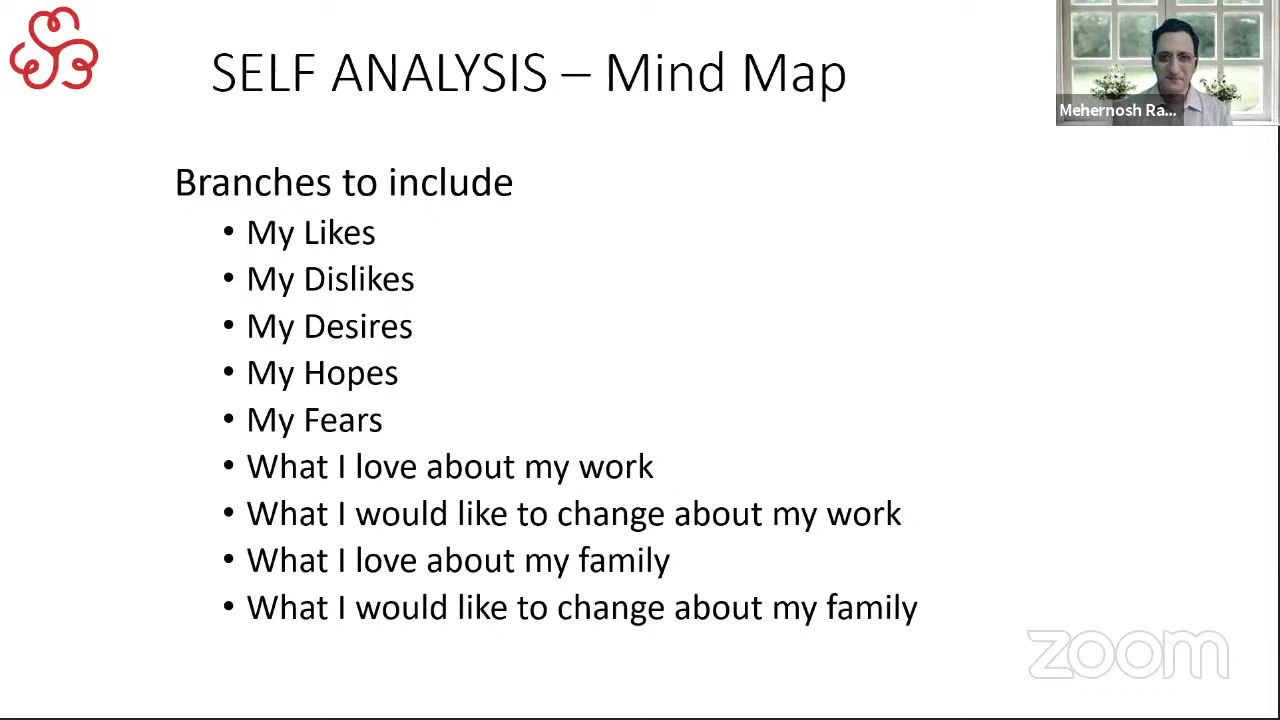 SELF ANALYSIS – Mind Map
Mehernosh Ra...
Branches to include
• My Likes
• My Dislikes
• My Desires
• My Hopes
• My Fears
• What I love about my work
• What I would like to change about my work
• What I love about my family
• What I would like to change about my family
zoom